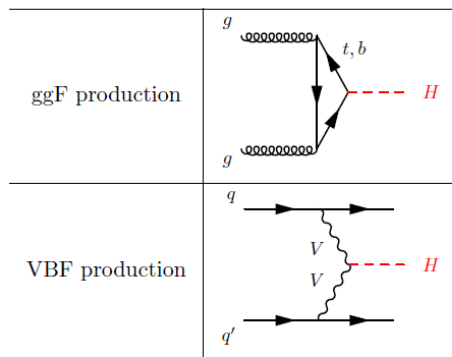 g
t, b
ggF production
H
g
q
V
VBF production
H
V
q′